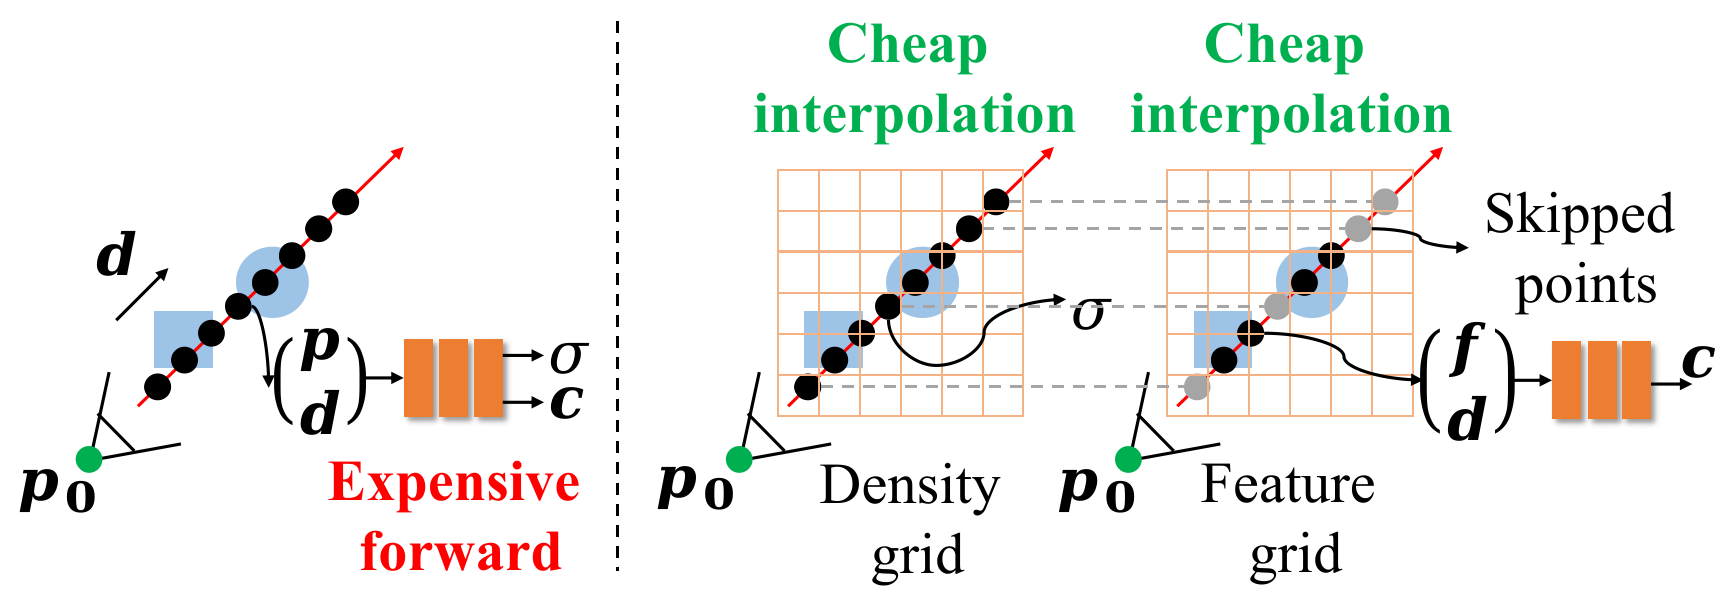 d
p
d
σ
c
p0
Expensive
forward
Cheap
interpolation
σ
p0
Density
grid
Cheap
interpolation
Skipped
points
f
d
c
p0
Feature
grid